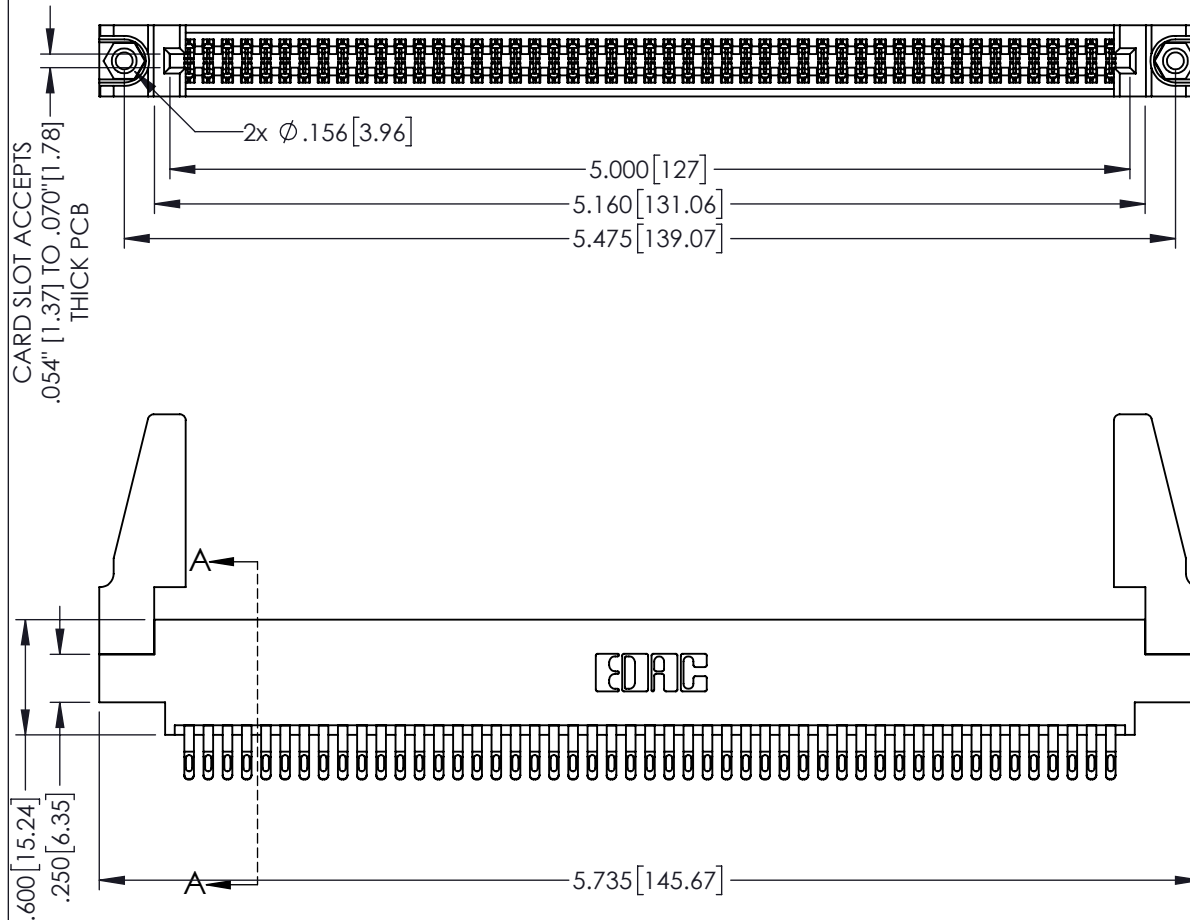 2x Ø .156[3.96]
5.000[127]
5.160[131.06]
5.475[139.07]
CARD SLOT ACCEPTS
.054" [1.37] TO .070"[1.78]
THICK PCB
A
EDAC
.600[15.24]
.250[6.35]
A
5.735[145.67]